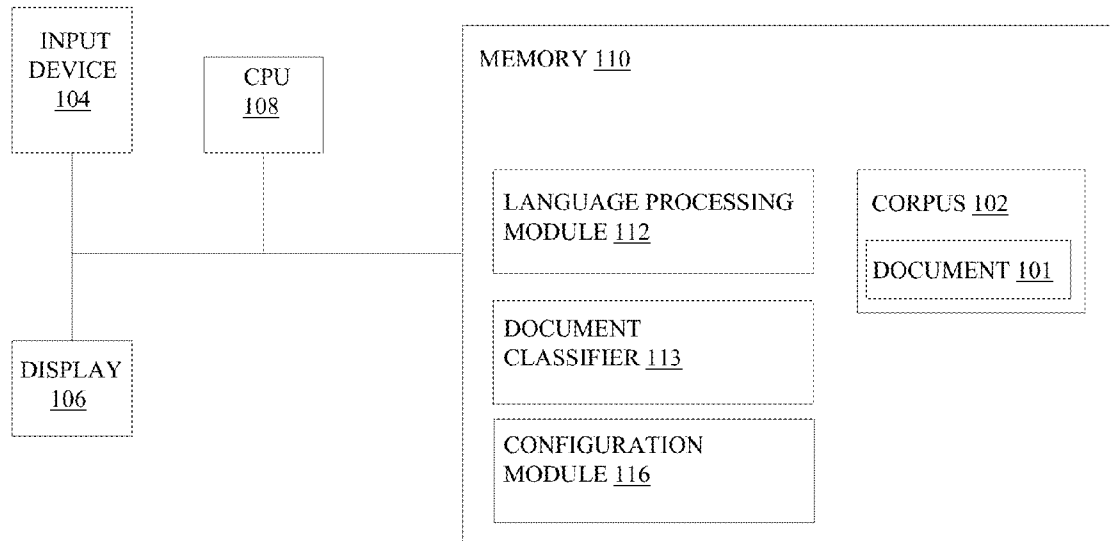 INPUT
DEVICE
104
CPU
108
MEMORY 110
LANGUAGE PROCESSING
MODULE 112
CORPUS 102
DOCUMENT 101
DOCUMENT
CLASSIFIER 113
DISPLAY
106
CONFIGURATION
MODULE 116